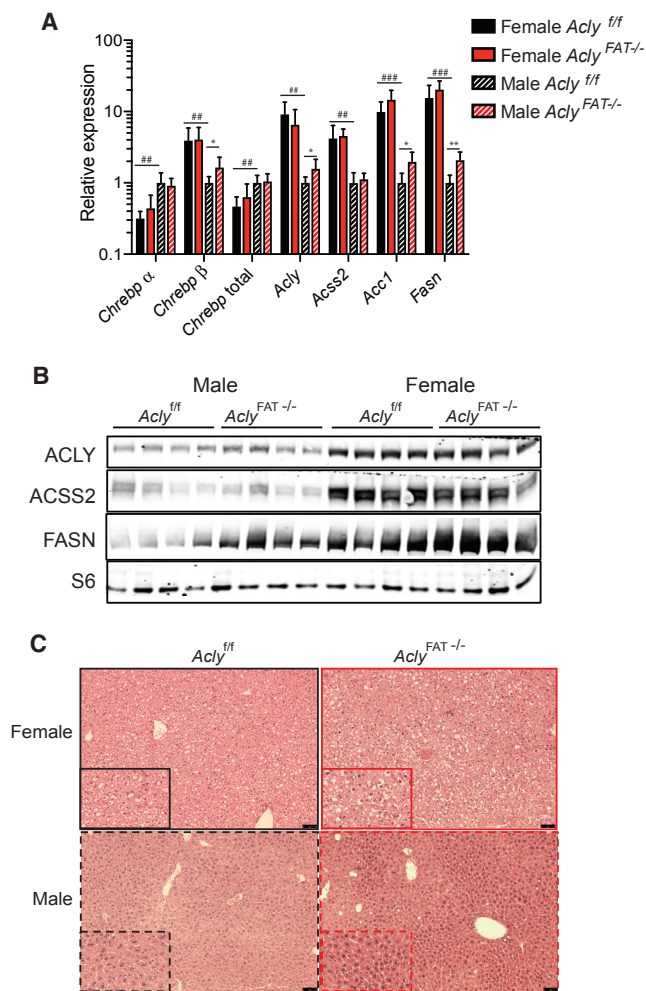 A
Female Acly f/f
Female Acly FAT-/-
Male Acly f/f
Male Acly FAT-/-
Relative expression
100
10
1
0.1
## ## * ## ## * ## ### * ### **
Chrebp α
Chrebp β
Chrebp total
Acly
Acss2
Acc1
Fasn
B
Male Female
Acly f/f Acly FAT -/- Acly f/f Acly FAT -/-
ACLY
ACSS2
FASN
S6
C
Acly f/f Acly FAT -/-
Female
Male